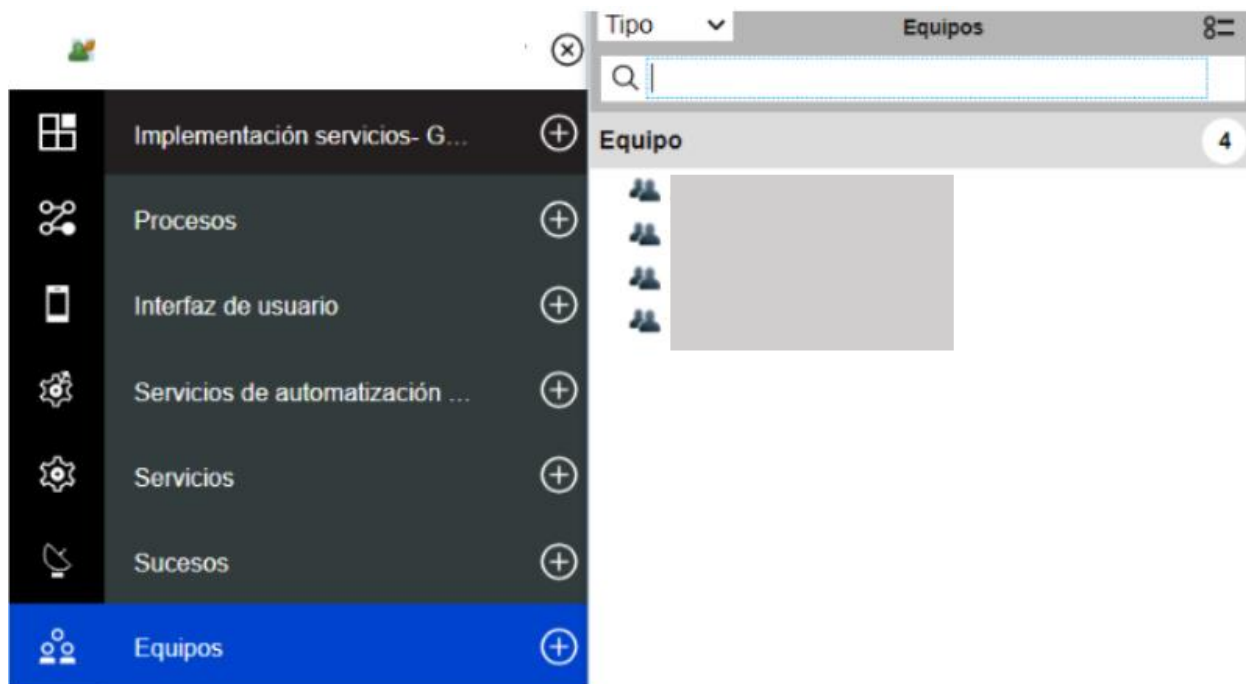 Tipo
Equipos
Equipo
4
Implementación servicios- G...
Procesos
Interfaz de usuario
Servicios de automatización ...
Servicios
Sucesos
Equipos